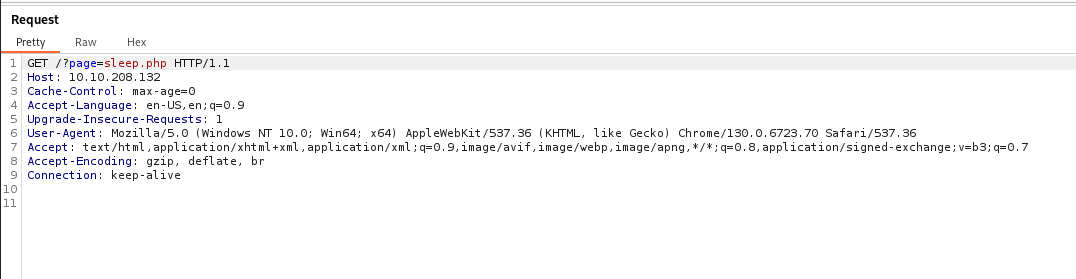 Request
Pretty Raw Hex
1 GET /?page=sleep.php HTTP/1.1
2 Host: 10.10.208.132
3 Cache-Control: max-age=0
4 Accept-Language: en-US,en;q=0.9
5 Upgrade-Insecure-Requests: 1
6 User-Agent: Mozilla/5.0 (Windows NT 10.0; Win64; x64) AppleWebKit/537.36 (KHTML, like Gecko) Chrome/130.0.6723.70 Safari/537.36
7 Accept: text/html,application/xhtml+xml,application/xml;q=0.9,image/avif,image/webp,image/apng,*/*;q=0.8,application/signed-exchange;v=b3;q=0.7
8 Accept-Encoding: gzip, deflate, br
9 Connection: keep-alive
10
11